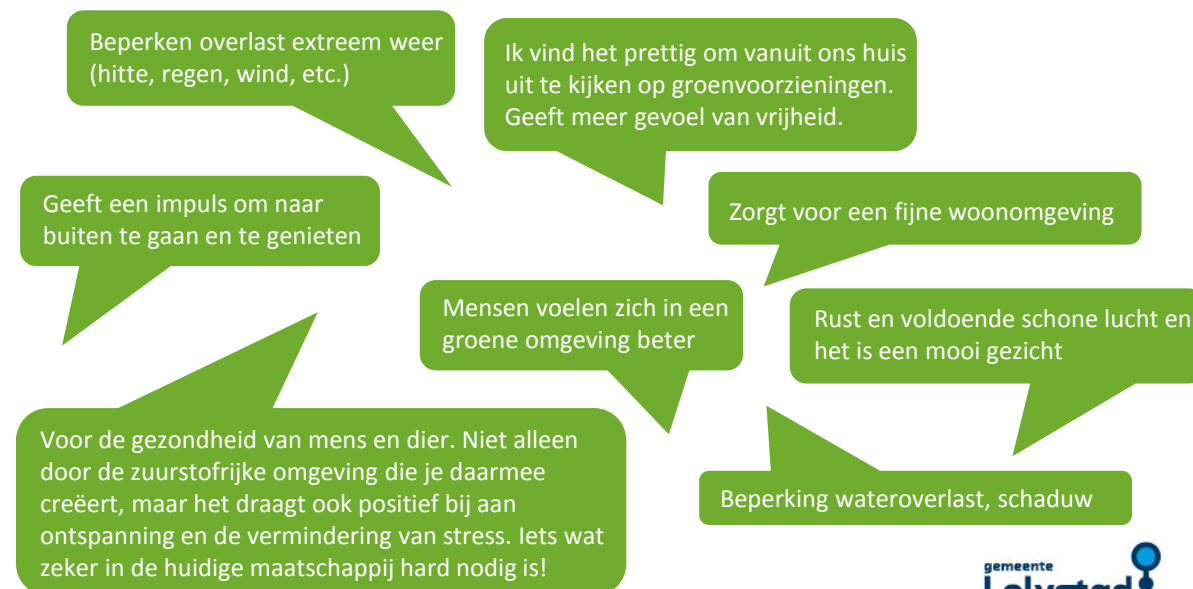 Beperken overlast extreem weer
(hitte, regen, wind, etc.)
Ik vind het prettig om vanuit ons huis
uit te kijken op groenvoorzieningen.
Geeft meer gevoel van vrijheid.
Geeft een impuls om naar
buiten te gaan en te genieten
Zorgt voor een fijne woonomgeving
Mensen voelen zich in een
groene omgeving beter
Rust en voldoende schone lucht en
het is een mooi gezicht
Voor de gezondheid van mens en dier. Niet alleen
door de zuurstofrijke omgeving die je daarmee
creëert, maar het draagt ook positief bij aan
ontspanning en de vermindering van stress. Iets wat
zeker in de huidige maatschappij hard nodig is!
Beperking wateroverlast, schaduw
gemeente
Lelystad